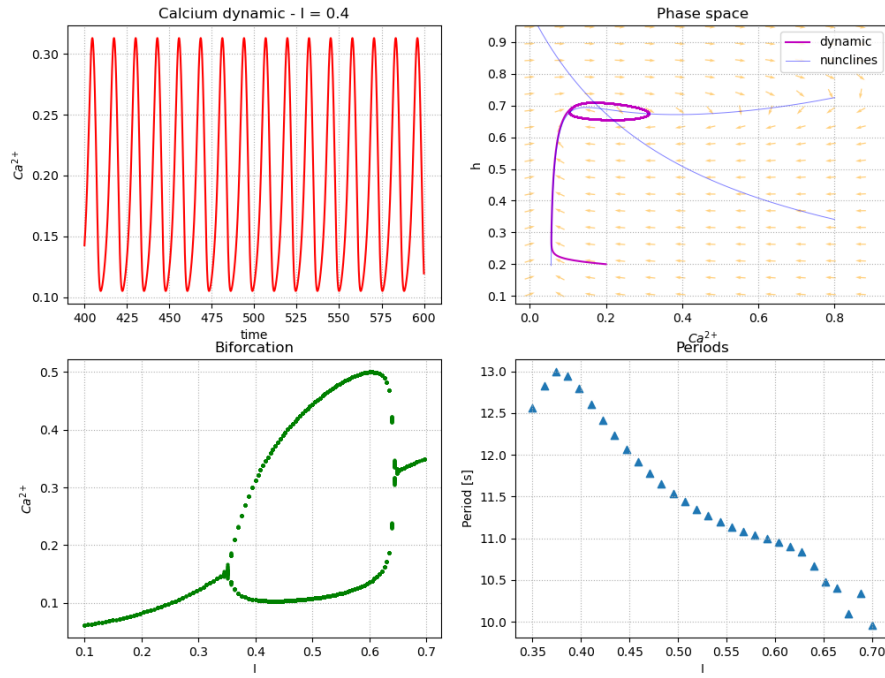 Calcium dynamic - I = 0.4
Ca2+
0.30
0.25
0.20
0.15
0.10
400 425 450 475 500 525 550 575 600
time
Phase space
h
0.9
0.8
0.7
0.6
0.5
0.4
0.3
0.2
0.1
dynamic
nunclines
0.0 0.2 0.4 0.6 0.8
Ca2+
Biforcation
Ca2+
0.5
0.4
0.3
0.2
0.1
0.1 0.2 0.3 0.4 0.5 0.6 0.7
I
Periods
Period [s]
13.0
12.5
12.0
11.5
11.0
10.5
10.0
0.35 0.40 0.45 0.50 0.55 0.60 0.65 0.70
I